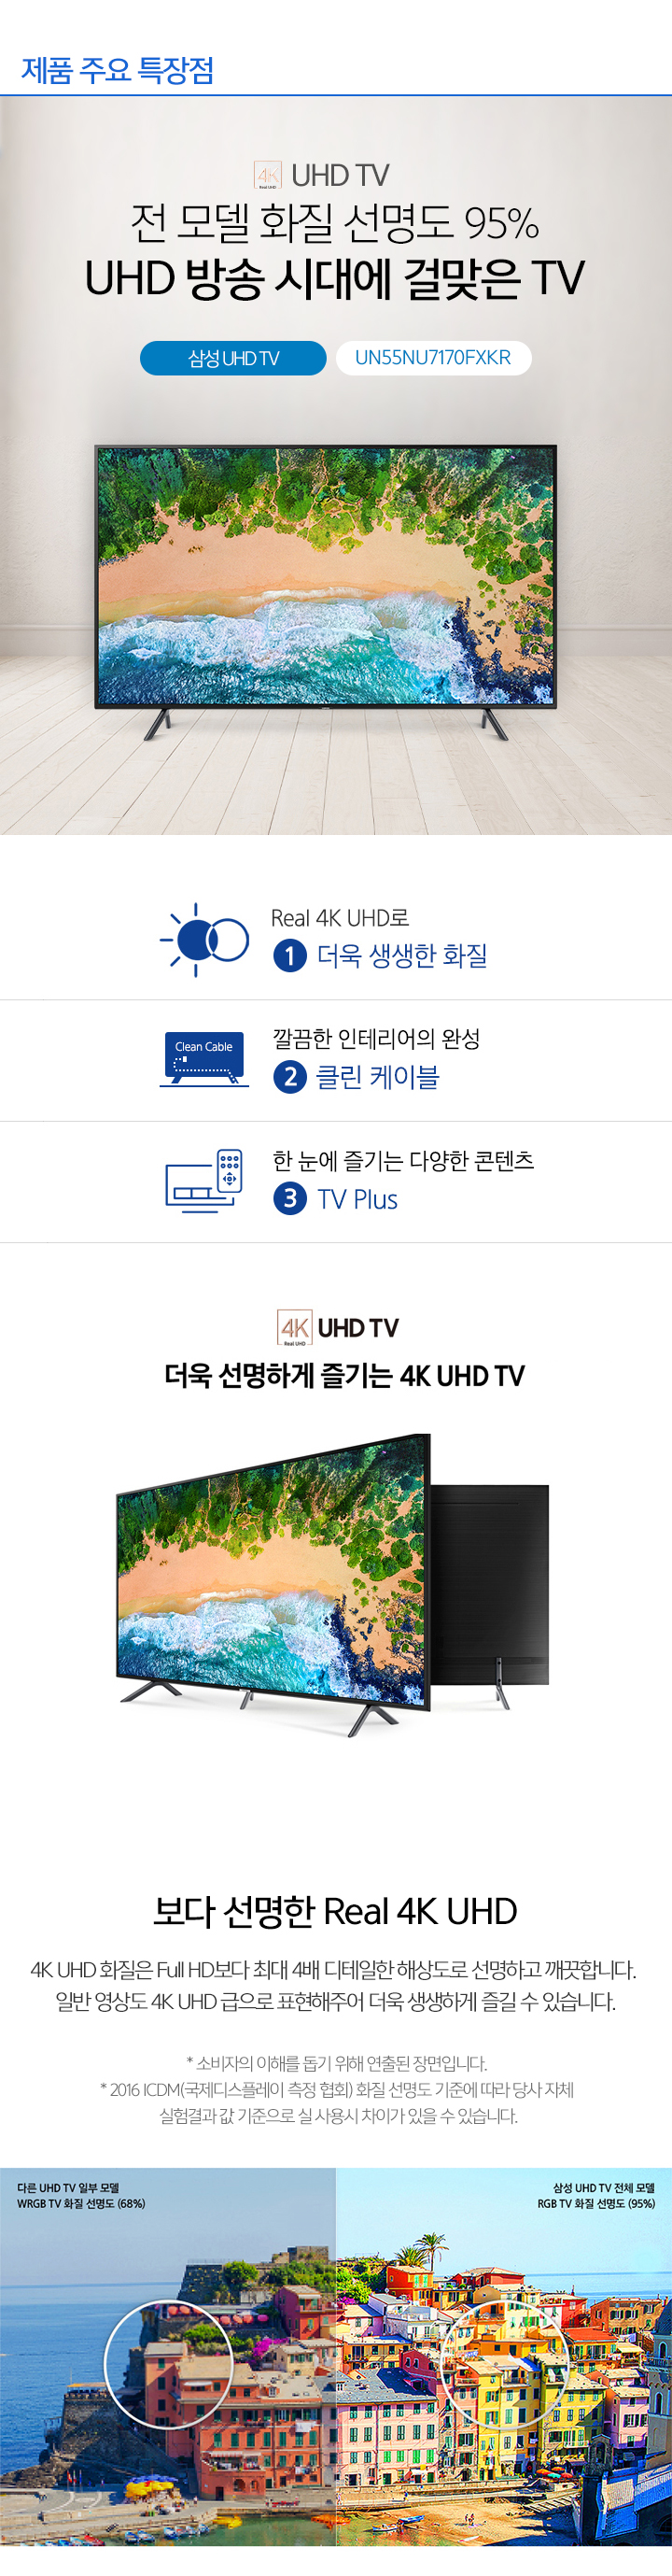 제품 주요 특장점
4K UHD TV
Real UHD
전 모델 화질 선명도 95%
UHD 방송 시대에 걸맞은 TV
삼성 UHD TV UN55NU7170FXKR
Real 4K UHD로
1 더욱 생생한 화질
Clean Cable
깔끔한 인테리어의 완성
2 클린 케이블
한 눈에 즐기는 다양한 콘텐츠
3 TV Plus
4K UHD TV
Real UHD
더욱 선명하게 즐기는 4K UHD TV
보다 선명한 Real 4K UHD
4K UHD 화질은 Full HD보다 최대 4배 디테일한 해상도로 선명하고 깨끗합니다.
일반 영상도 4K UHD 급으로 표현해주어 더욱 생생하게 즐길 수 있습니다.
* 소비자의 이해를 돕기 위해 연출된 장면입니다.
* 2016 ICDM(국제디스플레이 측정 협회) 화질 선명도 기준에 따라 당사 자체
실험결과 값 기준으로 실 사용시 차이가 있을 수 있습니다.
다른 UHD TV 일부 모델
WRGB TV 화질 선명도 (68%)
삼성 UHD TV 전체 모델
RGB TV 화질 선명도 (95%)